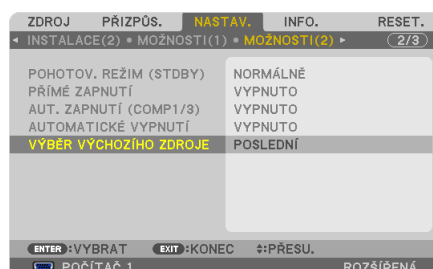 ZDROJ PŘIZPŮS. NASTAV. INFO. RESET.
INSTALACE(2) • MOŽNOSTI(1) • MOŽNOSTI(2) 2/3
POHOTOV. REŽIM (STDBY) NORMÁLNĚ
PŘÍMÉ ZAPNUTÍ VYPNUTO
AUT. ZAPNUTÍ (COMP1/3) VYPNUTO
AUTOMATICKÉ VYPNUTÍ VYPNUTO
VÝBĚR VÝCHOZÍHO ZDROJE POSLEDNÍ
ENTER :VYBRAT EXIT :KONEC :PŘESU.
POČÍTAČ 1 ROZŠÍŘENÁ